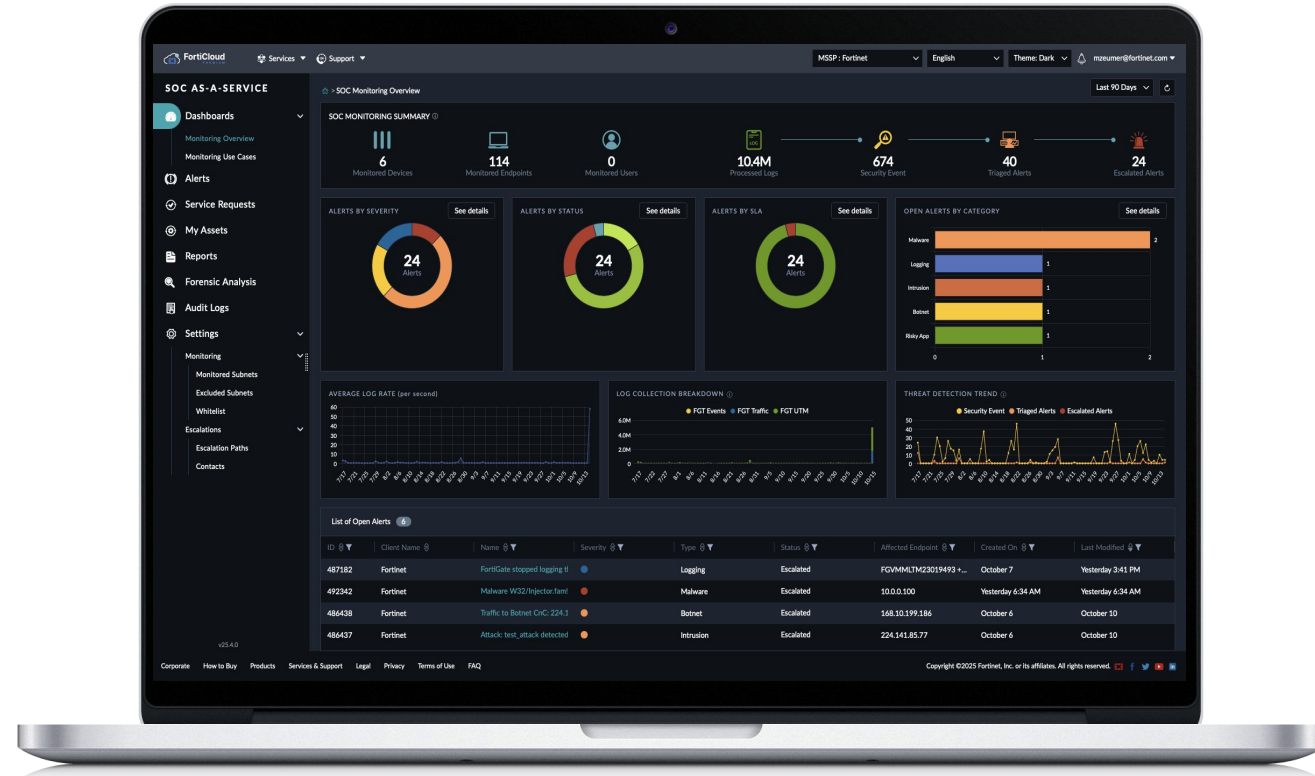 FortiCloud Services Support MSSP : Fortinet English Theme: Dark mzeumer@fortinet.com
SOC AS-A-SERVICE
Dashboards
Monitoring Overview
Monitoring Use Cases
Alerts
Service Requests
My Assets
Reports
Forensic Analysis
Audit Logs
Settings
Monitoring
Monitored Subnets
Excluded Subnets
Whitelist
Escalations
Escalation Paths
Contacts
v25.4.0
> SOC Monitoring Overview Last 90 Days
SOC MONITORING SUMMARY
LOG
6 114 0 10.4M 674 40 24
Monitored Devices Monitored Endpoints Monitored Users Processed Logs Security Event Triaged Alerts Escalated Alerts
ALERTS BY SEVERITY See details
24
Alerts
ALERTS BY STATUS See details
24
Alerts
ALERTS BY SLA See details
24
Alerts
OPEN ALERTS BY CATEGORY See details
Malware 2
Logging 1
Intrusion 1
Botnet 1
Risky App 1
0 1 2
AVERAGE LOG RATE (per second)
60
50
40
30
20
10
0
LOG COLLECTION BREAKDOWN
FGT Events FGT Traffic FGT UTM
6.0M
4.0M
2.0M
0
THREAT DETECTION TREND
Security Event Triaged Alerts Escalated Alerts
50
40
30
20
10
0
List of Open Alerts 6
ID Client Name Name Severity Type Status Affected Endpoint Created On Last Modified
487182 Fortinet FortiGate stopped logging Logging Escalated FGVMMLTM23019493 +... October 7 Yesterday 3:41 PM
492342 Fortinet Malware W32/Injector.fam! Malware Escalated 10.0.0.100 Yesterday 6:34 AM Yesterday 6:34 AM
486438 Fortinet Traffic to Botnet CnC: 224.1 Botnet Escalated 168.10.199.186 October 6 October 10
486437 Fortinet Attack: test_attack detected Intrusion Escalated 224.141.85.77 October 6 October 10
Corporate How to Buy Products Services & Support Legal Privacy Terms of Use FAQ Copyright ©2025 Fortinet, Inc. or its affiliates. All rights reserved.